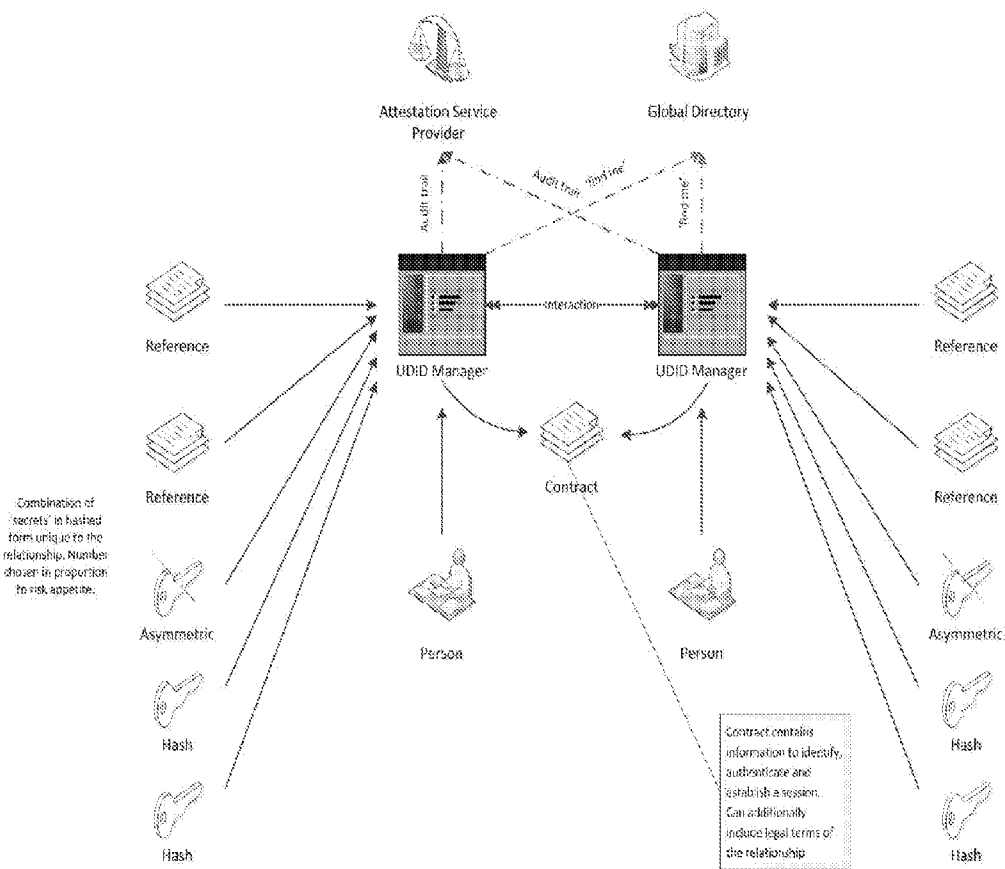 Attestation Service
Provider
Global Directory
Audit trail
Audit trail
'find me'
'find me'
Interaction
UDID Manager
UDID Manager
Reference
Reference
Reference
Reference
Contract
Combination of
'secrets' in hashed
form unique to the
relationship. Number
chosen in proportion
to risk appetite.
Asymmetric
Asymmetric
Person
Person
Hash
Hash
Contract contains
information to identify,
authenticate and
establish a session.
Can additionally
include legal terms of
the relationship
Hash
Hash